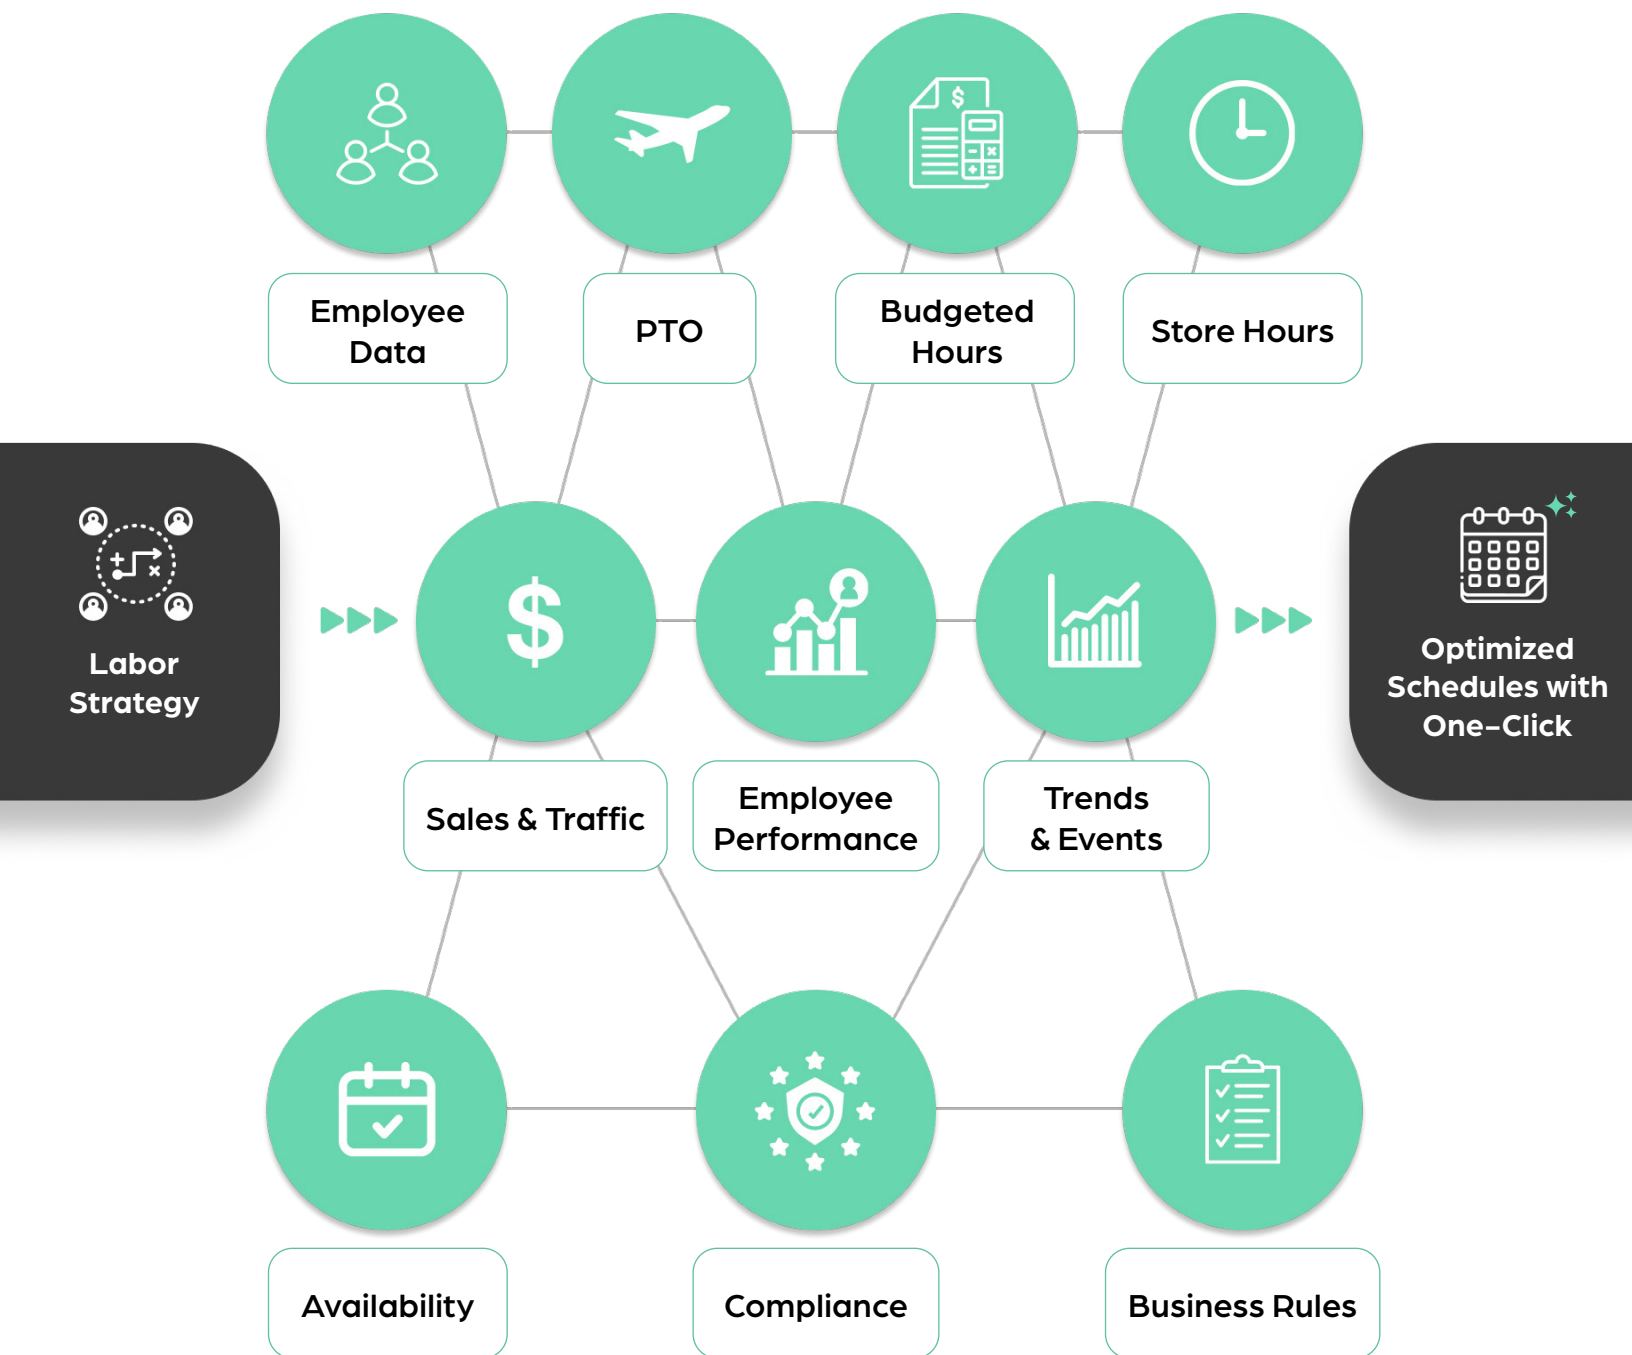 Employee
Data
PTO
Budgeted
Hours
Store Hours
Labor
Strategy
Optimized
Schedules with
One-Click
Sales & Traffic
Employee
Performance
Trends
& Events
Availability
Compliance
Business Rules